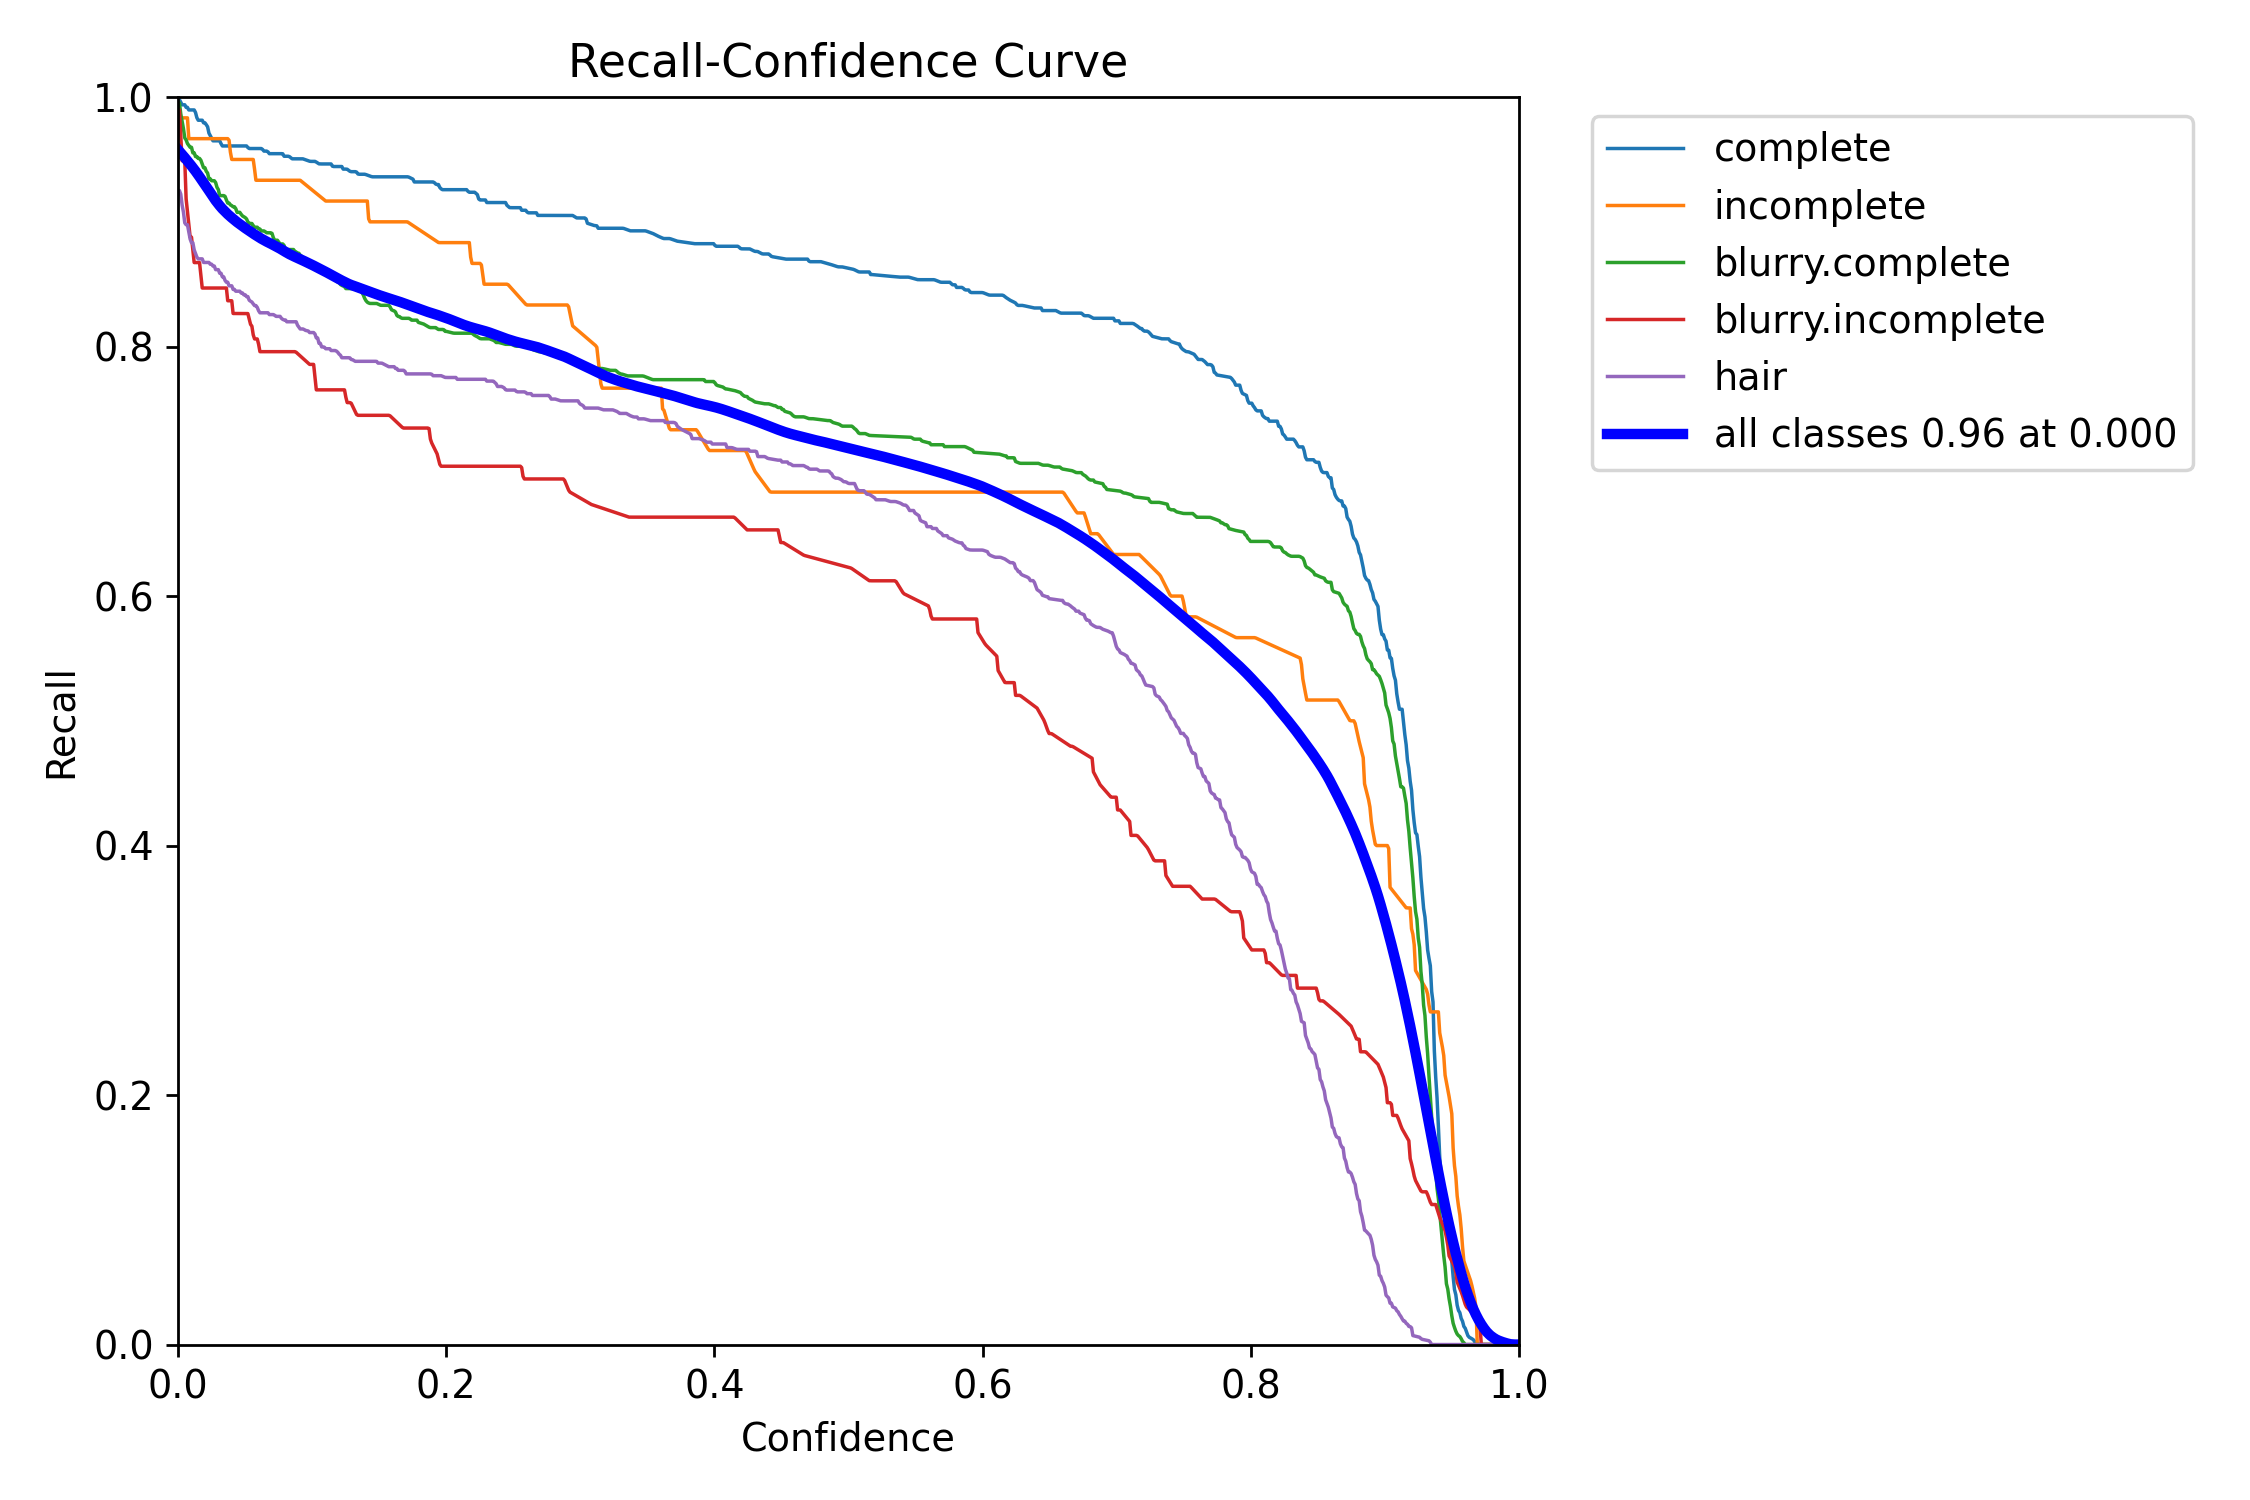 Recall-Confidence Curve
1.0
0.8
0.6
0.4
0.2
0.0
Recall
0.0 0.2 0.4 0.6 0.8 1.0
Confidence
complete
incomplete
blurry.complete
blurry.incomplete
hair
all classes 0.96 at 0.000